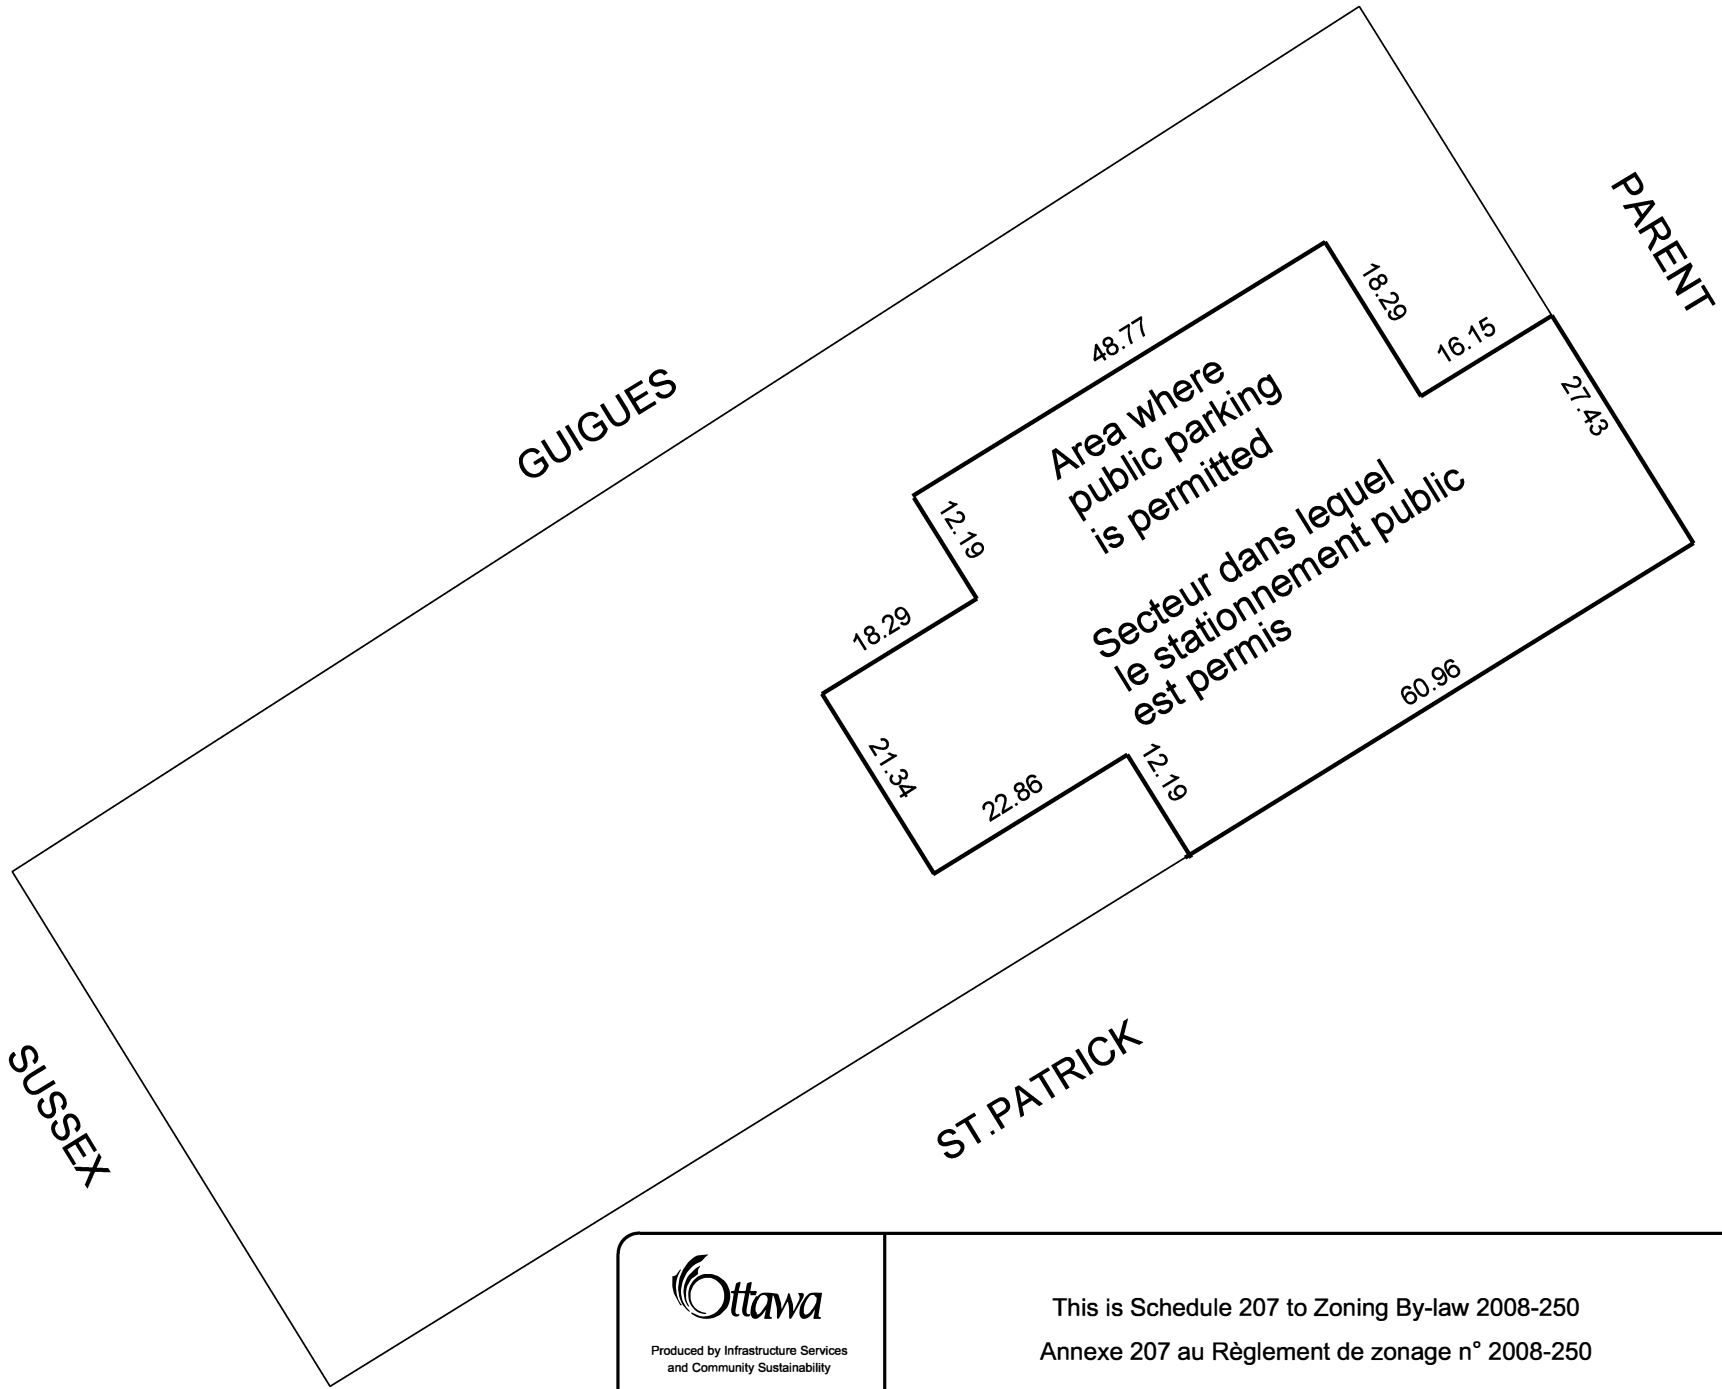 PARENT
GUIGUES
48.77
18.29
16.15
27.43
Area where
public parking
is permitted
12.19
Secteur dans lequel
le stationnement public
est permis
18.29
60.96
21.34
22.86
12.19
SUSSEX
ST.PATRICK
Ottawa
Produced by Infrastructure Services
and Community Sustainability
This is Schedule 207 to Zoning By-law 2008-250
Annexe 207 au Règlement de zonage n° 2008-250